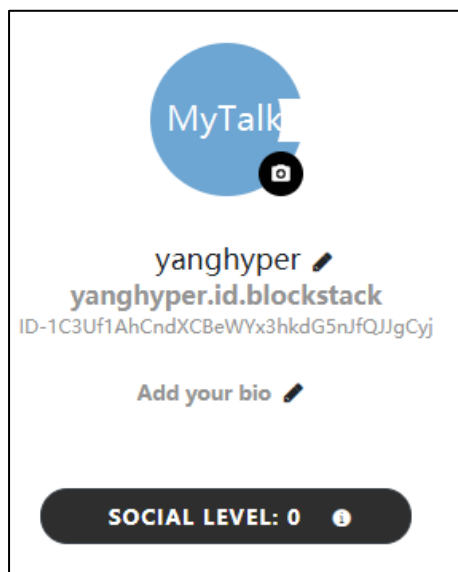 MyTalk
yanghyper
yanghyper.id.blockstack
ID-1C3Uf1AhCndXCBeWYx3hkdG5nJfQJJgCyj
Add your bio
SOCIAL LEVEL: 0